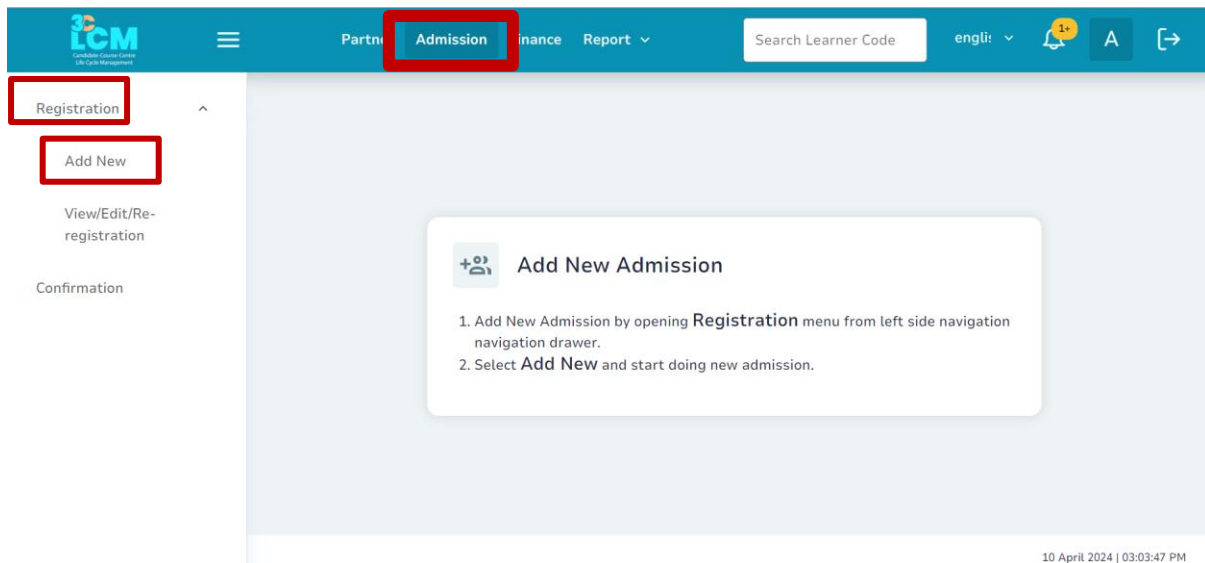 3C
LCM
Candidate-Course-Centre
Life Cycle Management
Partn Admission inance Report Search Learner Code englis 1+ A
Registration
Add New
View/Edit/Re-
registration
Confirmation
Add New Admission
1. Add New Admission by opening Registration menu from left side navigation
navigation drawer.
2. Select Add New and start doing new admission.
10 April 2024 | 03:03:47 PM